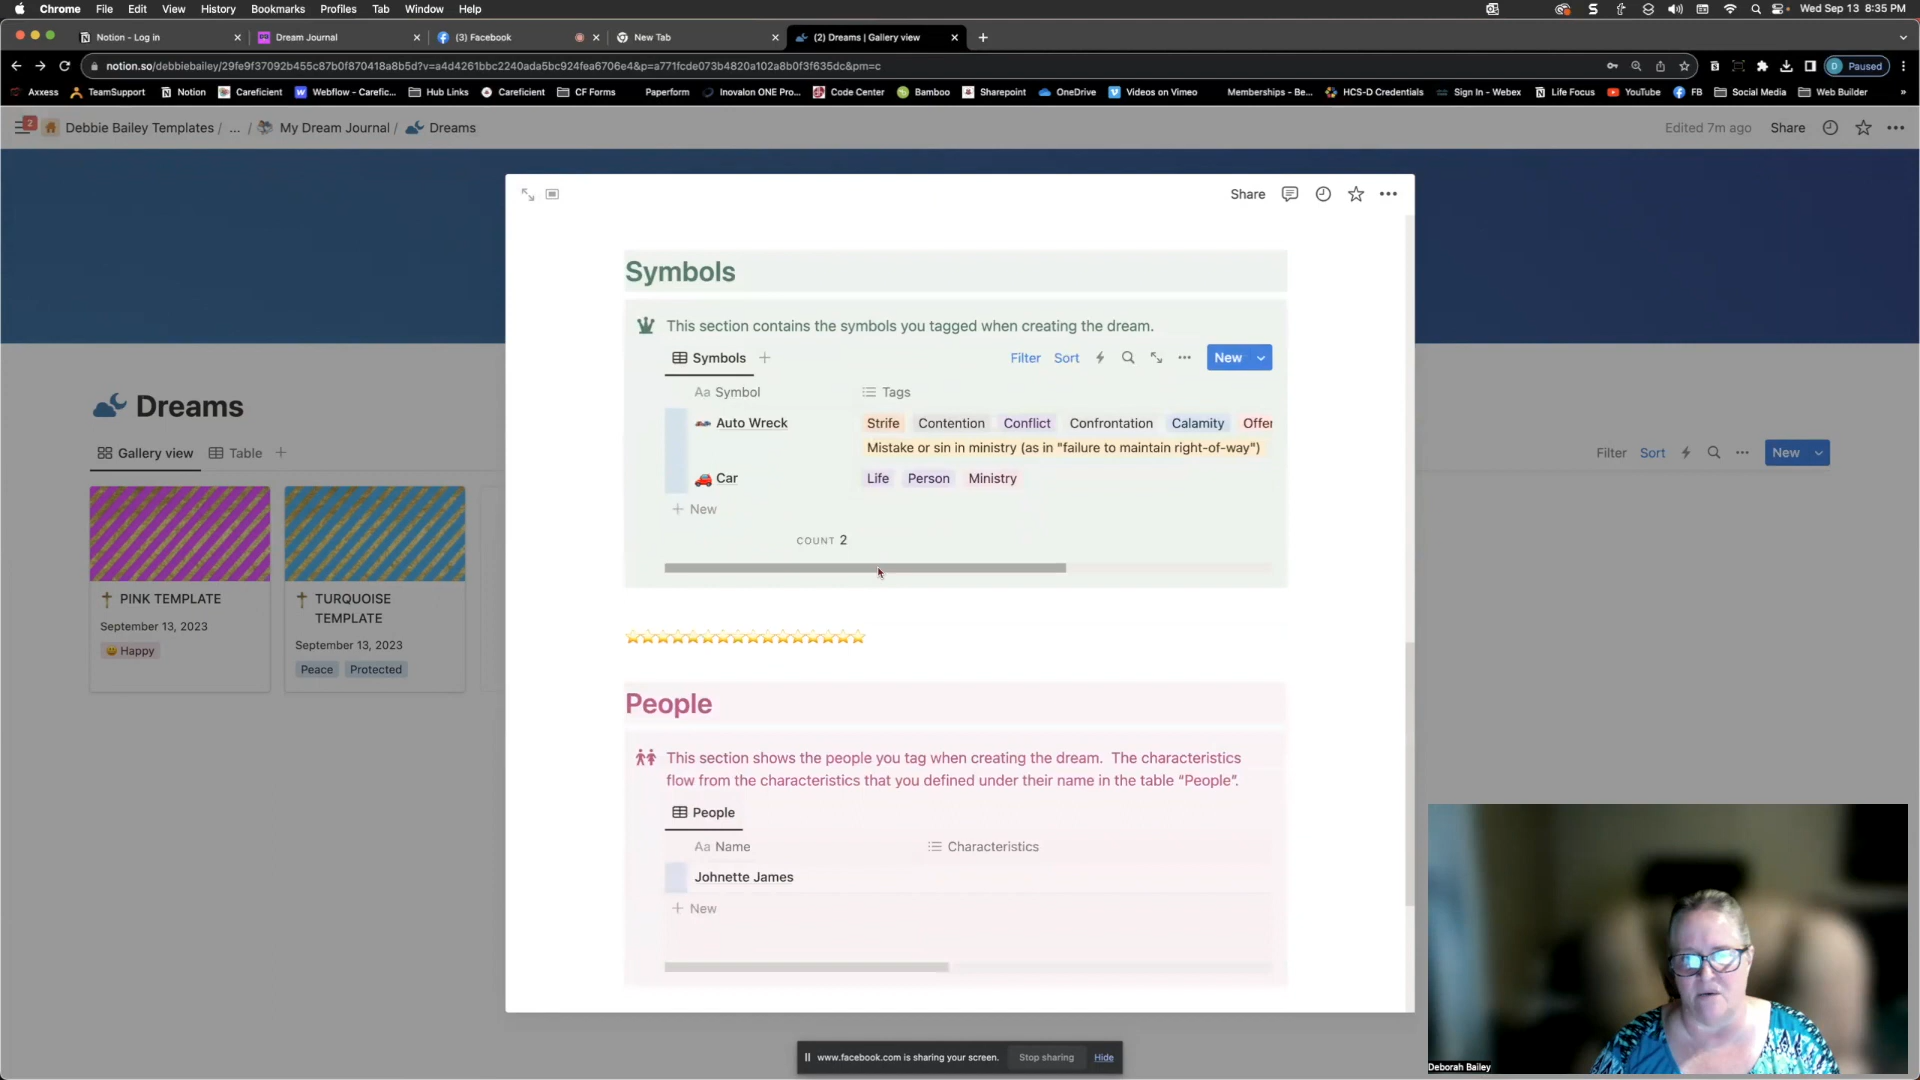 Chrome File Edit View History Bookmarks Profiles Tab Window Help Wed Sep 13 8:35 PM
Notion - Log in Dream Journal (3) Facebook New Tab (2) Dreams | Gallery view
notion.so/debbiebailey/29fe9f37092b455c87b0f870418a8b5d?v=a4d4261bbc2240ada5bc924fea6706e4&p=a771fcde073b4820a102a8b0f3f635dc&pm=c D Paused
Axxess TeamSupport Notion Careficient Webflow - Carefic... Hub Links Careficient CF Forms Paperform Inovalon ONE Pro... Code Center Bamboo Sharepoint OneDrive Videos on Vimeo Memberships - Be... HCS-D Credentials Sign In - Webex Life Focus YouTube FB Social Media Web Builder
2 Debbie Bailey Templates / ... / My Dream Journal / Dreams Edited 7m ago Share
Share
Symbols
This section contains the symbols you tagged when creating the dream.
Symbols Filter Sort New
Aa Symbol Tags
Auto Wreck Strife Contention Conflict Confrontation Calamity Offer
Mistake or sin in ministry (as in "failure to maintain right-of-way")
Car Life Person Ministry
+ New
COUNT 2
People
This section shows the people you tag when creating the dream. The characteristics
flow from the characteristics that you defined under their name in the table “People”.
People
Aa Name Characteristics
Johnette James
+ New
Dreams
Gallery view Table Filter Sort New
PINK TEMPLATE
September 13, 2023
Happy
TURQUOISE
TEMPLATE
September 13, 2023
Peace Protected
www.facebook.com is sharing your screen. Stop sharing Hide
Deborah Bailey